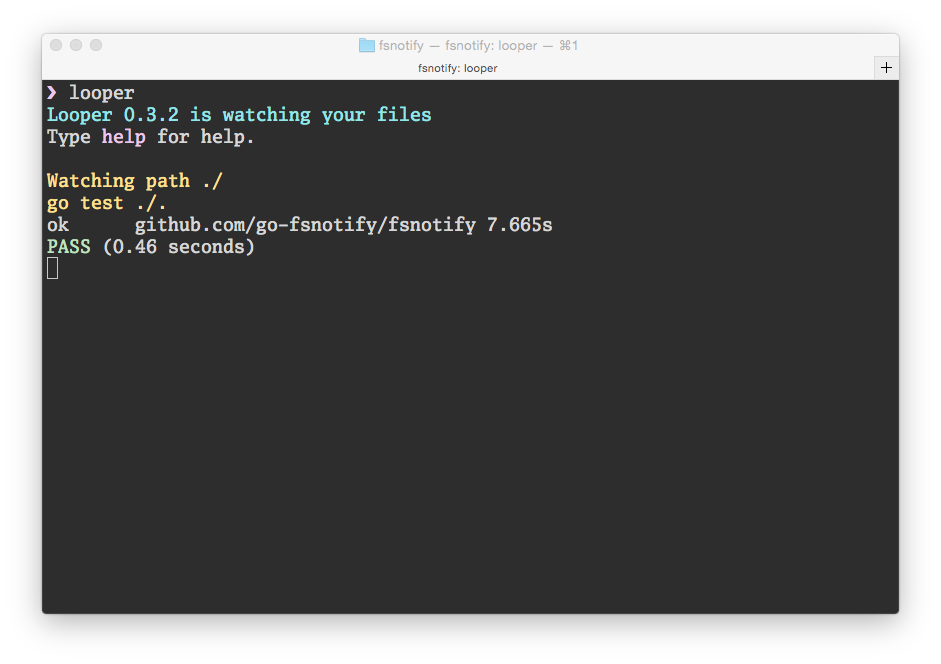 fsnotify — fsnotify: looper — ⌘1
fsnotify: looper
+
❯ looper
Looper 0.3.2 is watching your files
Type help for help.
Watching path ./
go test ./.
ok      github.com/go-fsnotify/fsnotify 7.665s
PASS (0.46 seconds)